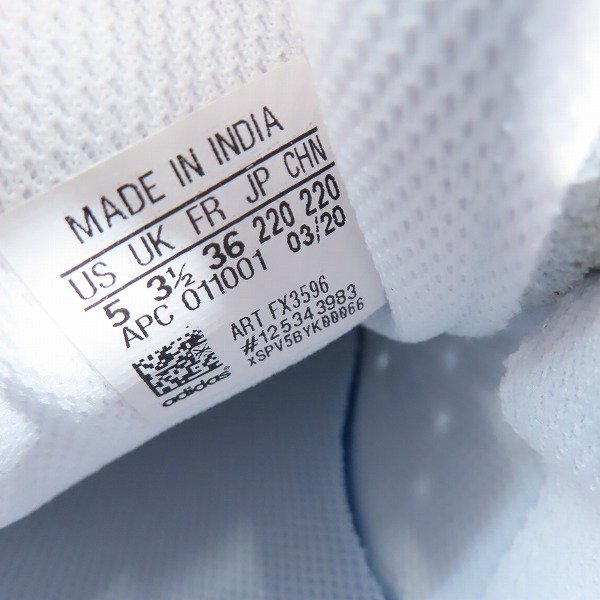 MADE IN INDIA
US UK FR JP CHN
5 3½ 36 220 220
APC 011001 03/20
ART FX3596
#125343983
xSPV5BYK00066
adidas